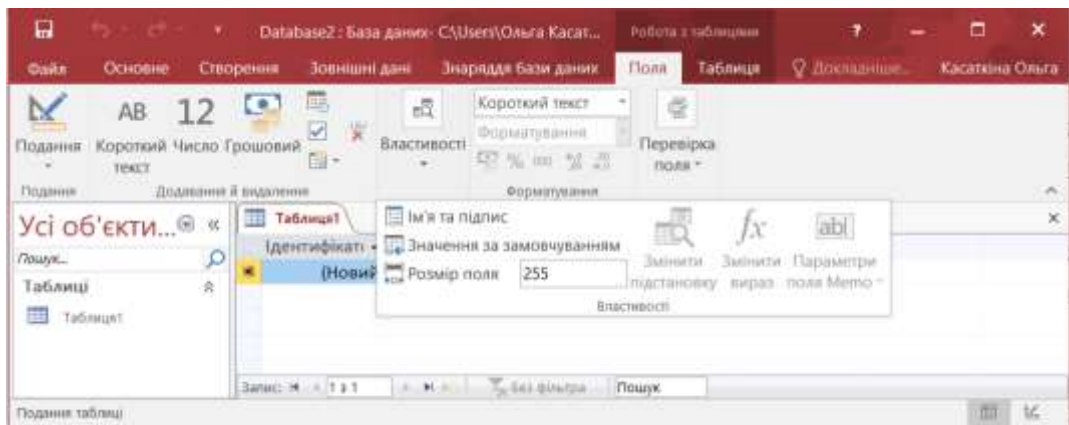 Database2 : База даних- C\Users\Ольга Касат... Робота з таблицями ?
Файл Основне Створення Зовнішні дані Знаряддя бази даних Поля Таблиця Докладніше... Касаткіна Ольга
Подання
AB Короткий текст
12 Число
Грошовий
Властивості
Короткий текст
Форматування
% 000
Перевірка поля
Подання Додавання й видалення Форматування
Усі об'єкти... «
Пошук...
Таблиці
Таблиця1
Таблиця1
Ідентифікаті
(Новий
Ім'я та підпис
Значення за замовчуванням
Розмір поля 255
Змінити підстановку
fx Змінити вираз
ab| Параметри поля Memo
Властивості
Запис: 1 з 1 Без фільтра Пошук
Подання таблиці